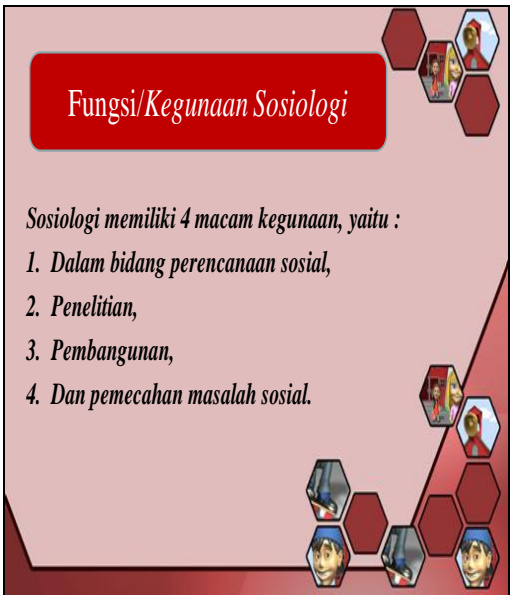 Fungsi/Kegunaan Sosiologi
Sosiologi memiliki 4 macam kegunaan, yaitu :
1. Dalam bidang perencanaan sosial,
2. Penelitian,
3. Pembangunan,
4. Dan pemecahan masalah sosial.